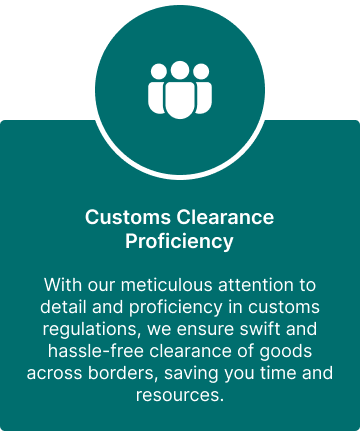 Customs Clearance
Proficiency
With our meticulous attention to
detail and proficiency in customs
regulations, we ensure swift and
hassle-free clearance of goods
across borders, saving you time and
resources.